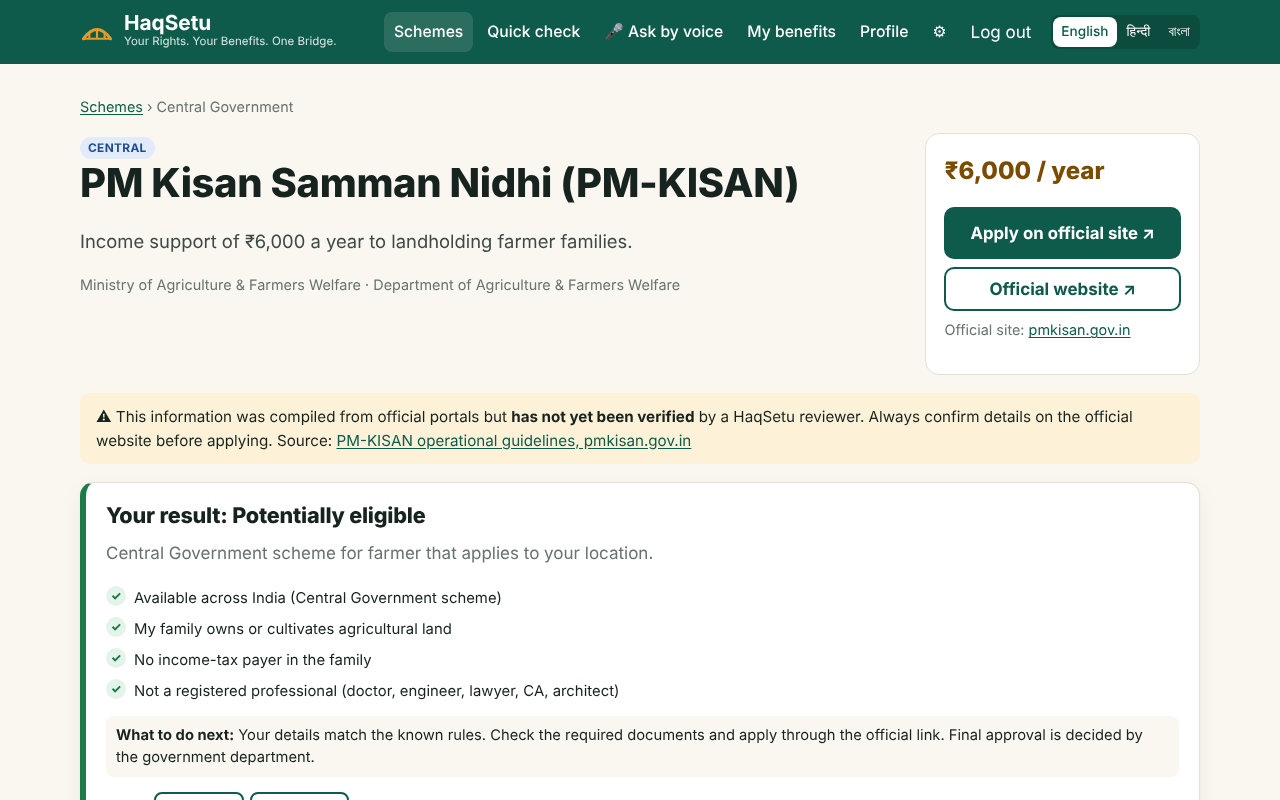 HaqSetu
Your Rights. Your Benefits. One Bridge.
Schemes
Quick check
🎤 Ask by voice
My benefits
Profile
⚙
Log out
English
हिन्दी
বাংলা
Schemes › Central Government
CENTRAL
PM Kisan Samman Nidhi (PM-KISAN)
Income support of ₹6,000 a year to landholding farmer families.
Ministry of Agriculture & Farmers Welfare · Department of Agriculture & Farmers Welfare
₹6,000 / year
Apply on official site ↗
Official website ↗
Official site: pmkisan.gov.in
⚠ This information was compiled from official portals but has not yet been verified by a HaqSetu reviewer. Always confirm details on the official
website before applying. Source: PM-KISAN operational guidelines, pmkisan.gov.in
Your result: Potentially eligible
Central Government scheme for farmer that applies to your location.
✓ Available across India (Central Government scheme)
✓ My family owns or cultivates agricultural land
✓ No income-tax payer in the family
✓ Not a registered professional (doctor, engineer, lawyer, CA, architect)
What to do next: Your details match the known rules. Check the required documents and apply through the official link. Final approval is decided by
the government department.